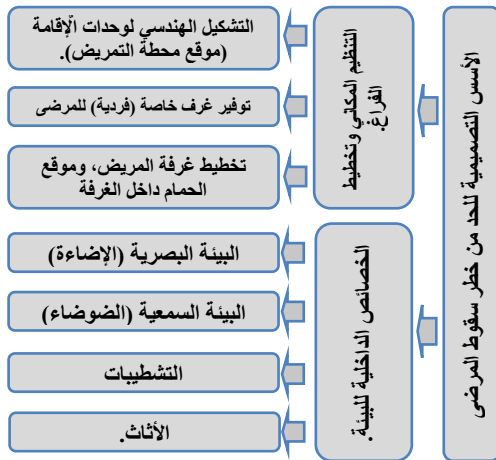 الأسس التصميمية للحد من خطر سقوط المرضى
التنظيم المكاني وتخطيط
الفراغ.
التشكيل الهندسي لوحدات الإقامة
(موقع محطة التمريض).
توفير غرف خاصة (فردية) للمرضى
تخطيط غرفة المريض، وموقع
الحمام داخل الغرفة
الخصائص الداخلية للبيئة.
البيئة البصرية (الإضاءة)
البيئة السمعية (الضوضاء)
التشطيبات
الأثاث.